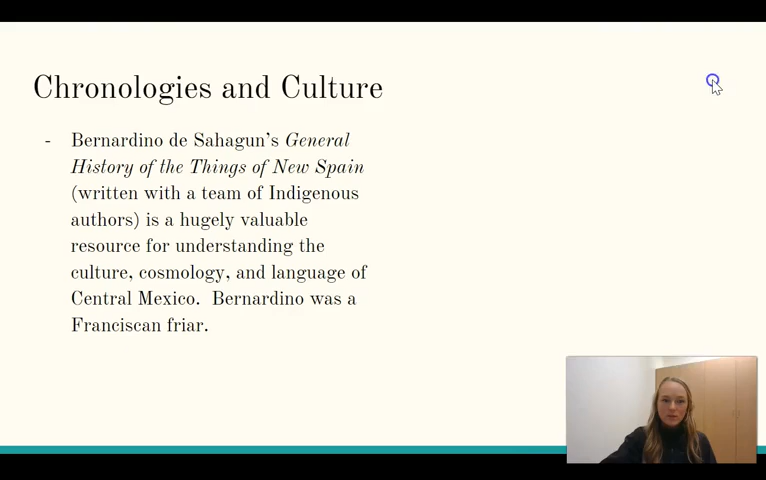 Chronologies and Culture
- Bernardino de Sahagun's General
History of the Things of New Spain
(written with a team of Indigenous
authors) is a hugely valuable
resource for understanding the
culture, cosmology, and language of
Central Mexico. Bernardino was a
Franciscan friar.